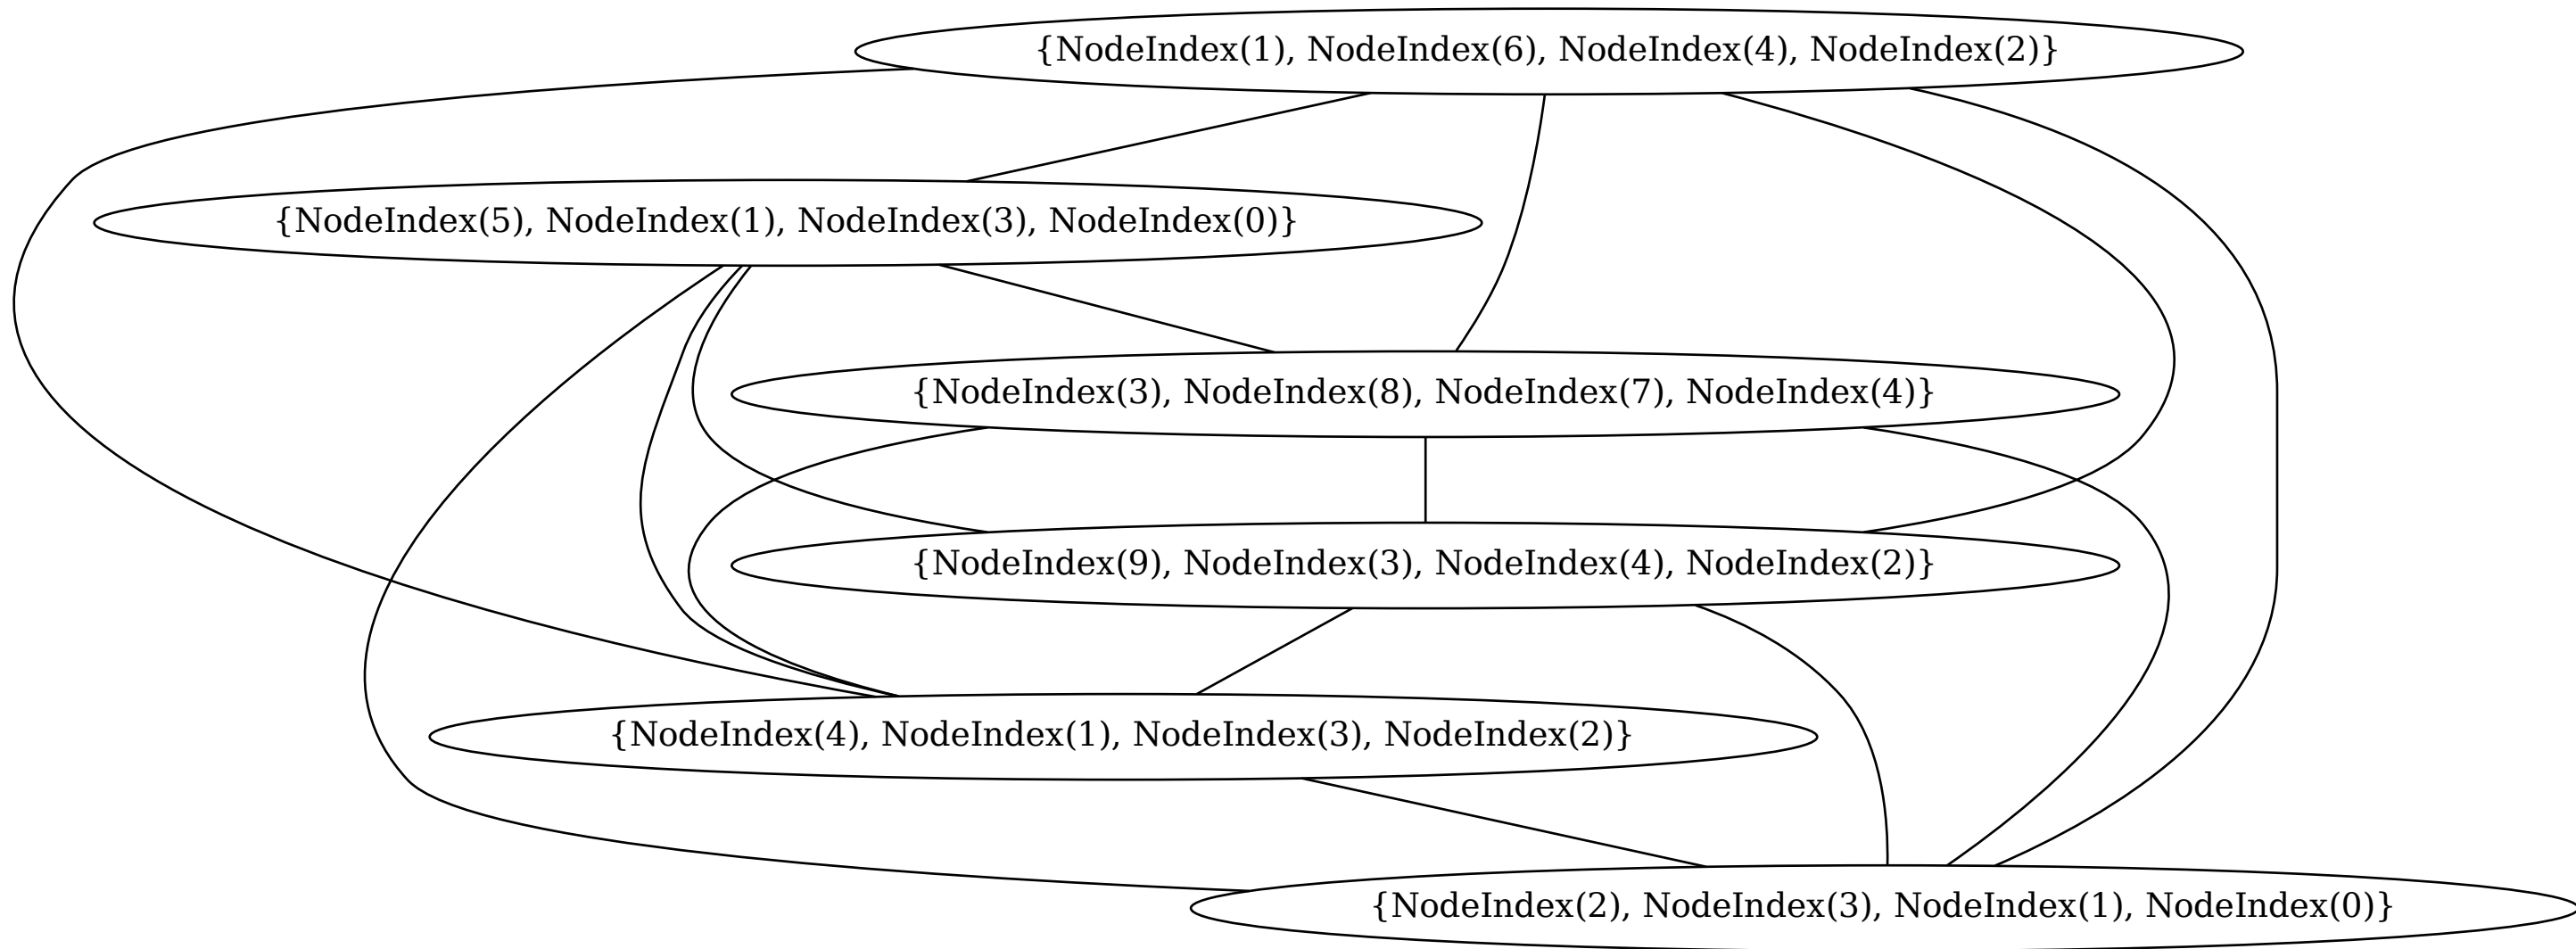 {NodeIndex(1), NodeIndex(6), NodeIndex(4), NodeIndex(2)}
{NodeIndex(5), NodeIndex(1), NodeIndex(3), NodeIndex(0)}
{NodeIndex(3), NodeIndex(8), NodeIndex(7), NodeIndex(4)}
{NodeIndex(9), NodeIndex(3), NodeIndex(4), NodeIndex(2)}
{NodeIndex(4), NodeIndex(1), NodeIndex(3), NodeIndex(2)}
{NodeIndex(2), NodeIndex(3), NodeIndex(1), NodeIndex(0)}